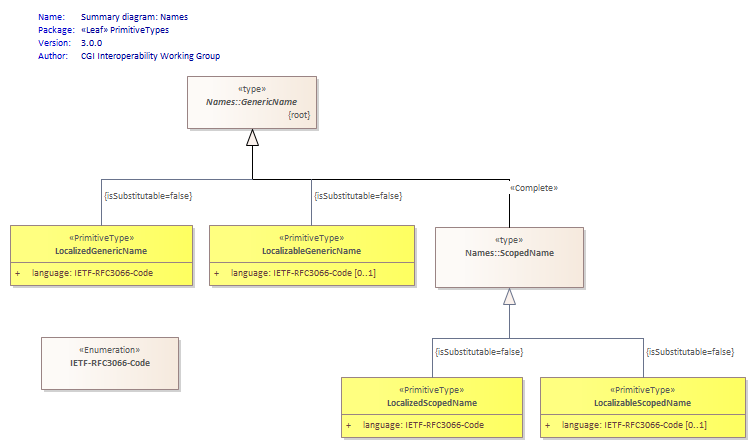 Name: Summary diagram: Names
Package: «Leaf» PrimitiveTypes
Version: 3.0.0
Author: CGI Interoperability Working Group
«type»
Names::GenericName
{root}
{isSubstitutable=false}
{isSubstitutable=false}
«Complete»
«PrimitiveType»
LocalizedGenericName
+ language: IETF-RFC3066-Code
«PrimitiveType»
LocalizableGenericName
+ language: IETF-RFC3066-Code [0..1]
«type»
Names::ScopedName
«Enumeration»
IETF-RFC3066-Code
{isSubstitutable=false}
{isSubstitutable=false}
«PrimitiveType»
LocalizedScopedName
+ language: IETF-RFC3066-Code
«PrimitiveType»
LocalizableScopedName
+ language: IETF-RFC3066-Code [0..1]